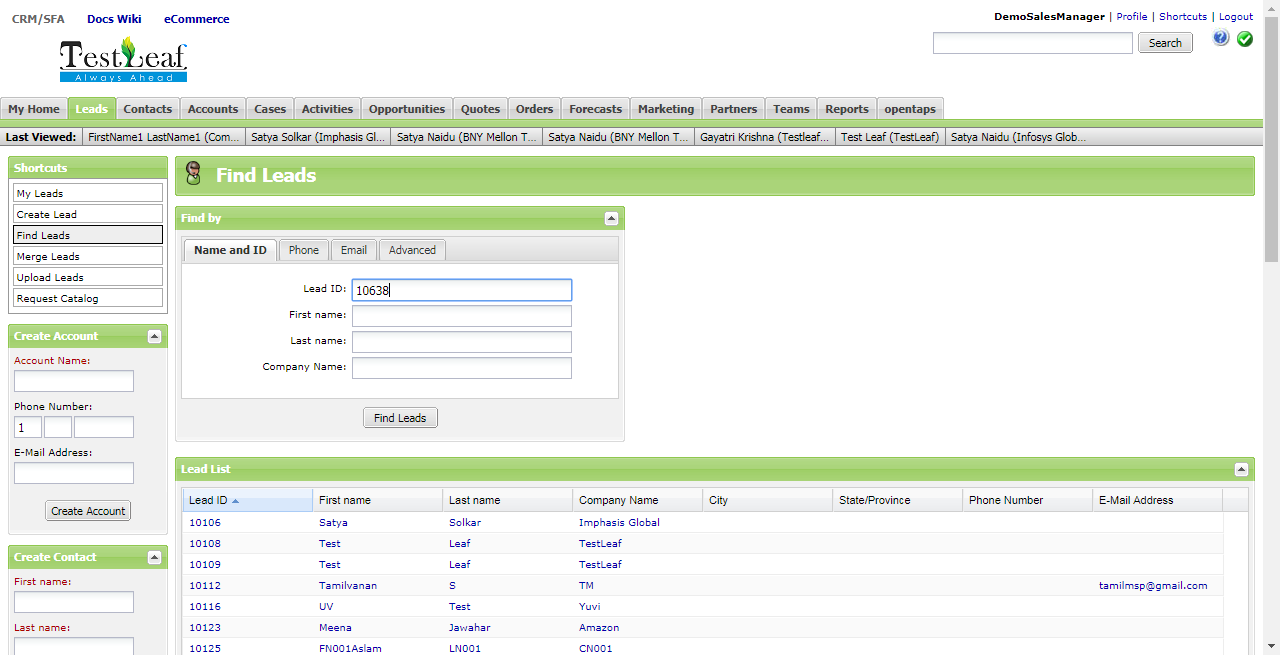 CRM/SFA Docs Wiki eCommerce
DemoSalesManager | Profile | Shortcuts | Logout
TestLeaf
Always Ahead
Search
My Home Leads Contacts Accounts Cases Activities Opportunities Quotes Orders Forecasts Marketing Partners Teams Reports opentaps
Last Viewed: FirstName1 LastName1 (Com... Satya Solkar (Imphasis Gl... Satya Naidu (BNY Mellon T... Satya Naidu (BNY Mellon T... Gayatri Krishna (Testleaf... Test Leaf (TestLeaf) Satya Naidu (Infosys Glob...
Shortcuts
My Leads
Create Lead
Find Leads
Merge Leads
Upload Leads
Request Catalog
Create Account
Account Name:
Phone Number:
1
E-Mail Address:
Create Account
Create Contact
First name:
Last name:
Find Leads
Find by
Name and ID Phone Email Advanced
Lead ID: 10638
First name:
Last name:
Company Name:
Find Leads
Lead List
Lead ID First name Last name Company Name City State/Province Phone Number E-Mail Address
10106 Satya Solkar Imphasis Global
10108 Test Leaf TestLeaf
10109 Test Leaf TestLeaf
10112 Tamilvanan S TM tamilmsp@gmail.com
10116 UV Test Yuvi
10123 Meena Jawahar Amazon
10125 FN001Aslam LN001 CN001